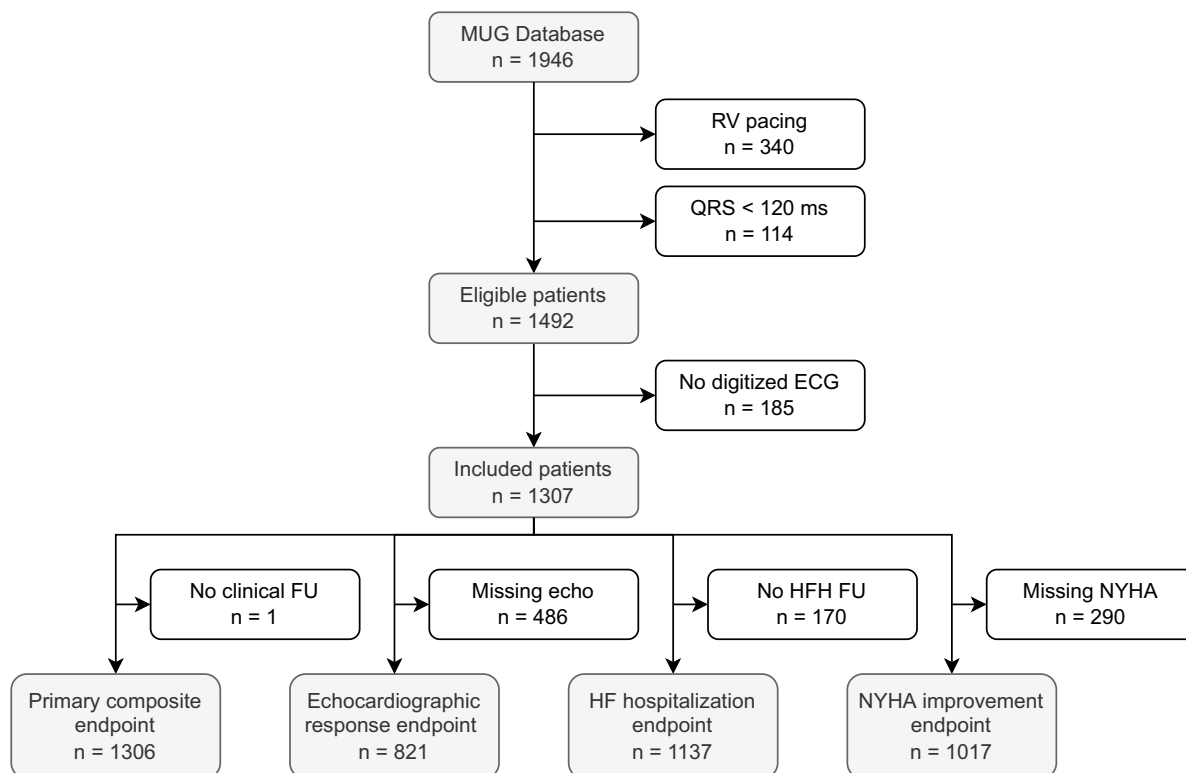 MUG Database
n = 1946
RV pacing
n = 340
QRS < 120 ms
n = 114
Eligible patients
n = 1492
No digitized ECG
n = 185
Included patients
n = 1307
No clinical FU
n = 1
Missing echo
n = 486
No HFH FU
n = 170
Missing NYHA
n = 290
Primary composite
endpoint
n = 1306
Echocardiographic
response endpoint
n = 821
HF hospitalization
endpoint
n = 1137
NYHA improvement
endpoint
n = 1017